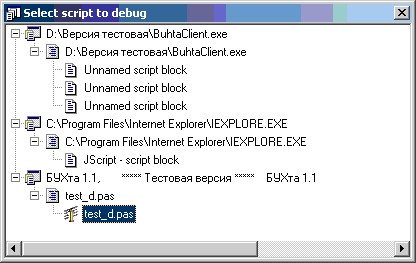 Select script to debug
D:\Версия тестовая\BuhtaClient.exe
D:\Версия тестовая\BuhtaClient.exe
Unnamed script block
Unnamed script block
Unnamed script block
C:\Program Files\Internet Explorer\IEXPLORE.EXE
C:\Program Files\Internet Explorer\IEXPLORE.EXE
JScript - script block
БУХта 1.1, ***** Тестовая версия ***** БУХта 1.1
test_d.pas
test_d.pas